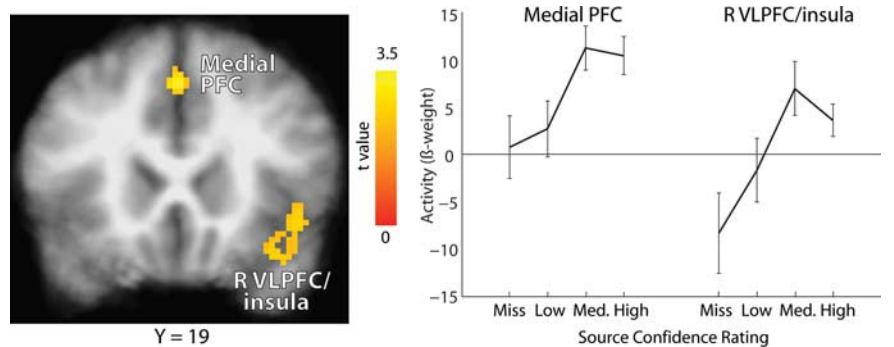 Medial
PFC
R VLPFC/
insula
Y = 19
3.5
t value
0
Medial PFC
R VLPFC/insula
Activity (ß-weight)
15
10
5
0
−5
−10
−15
Miss Low Med. High
Miss Low Med. High
Source Confidence Rating